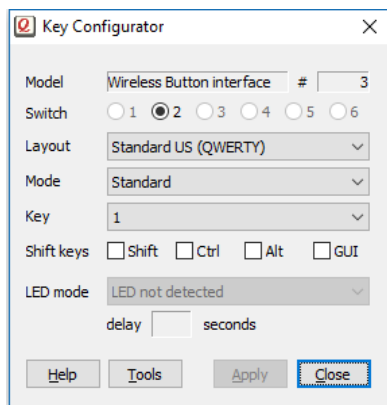 Key Configurator
Model Wireless Button interface # 3
Switch 1 2 3 4 5 6
Layout Standard US (QWERTY)
Mode Standard
Key 1
Shift keys Shift Ctrl Alt GUI
LED mode LED not detected
delay seconds
Help Tools Apply Close